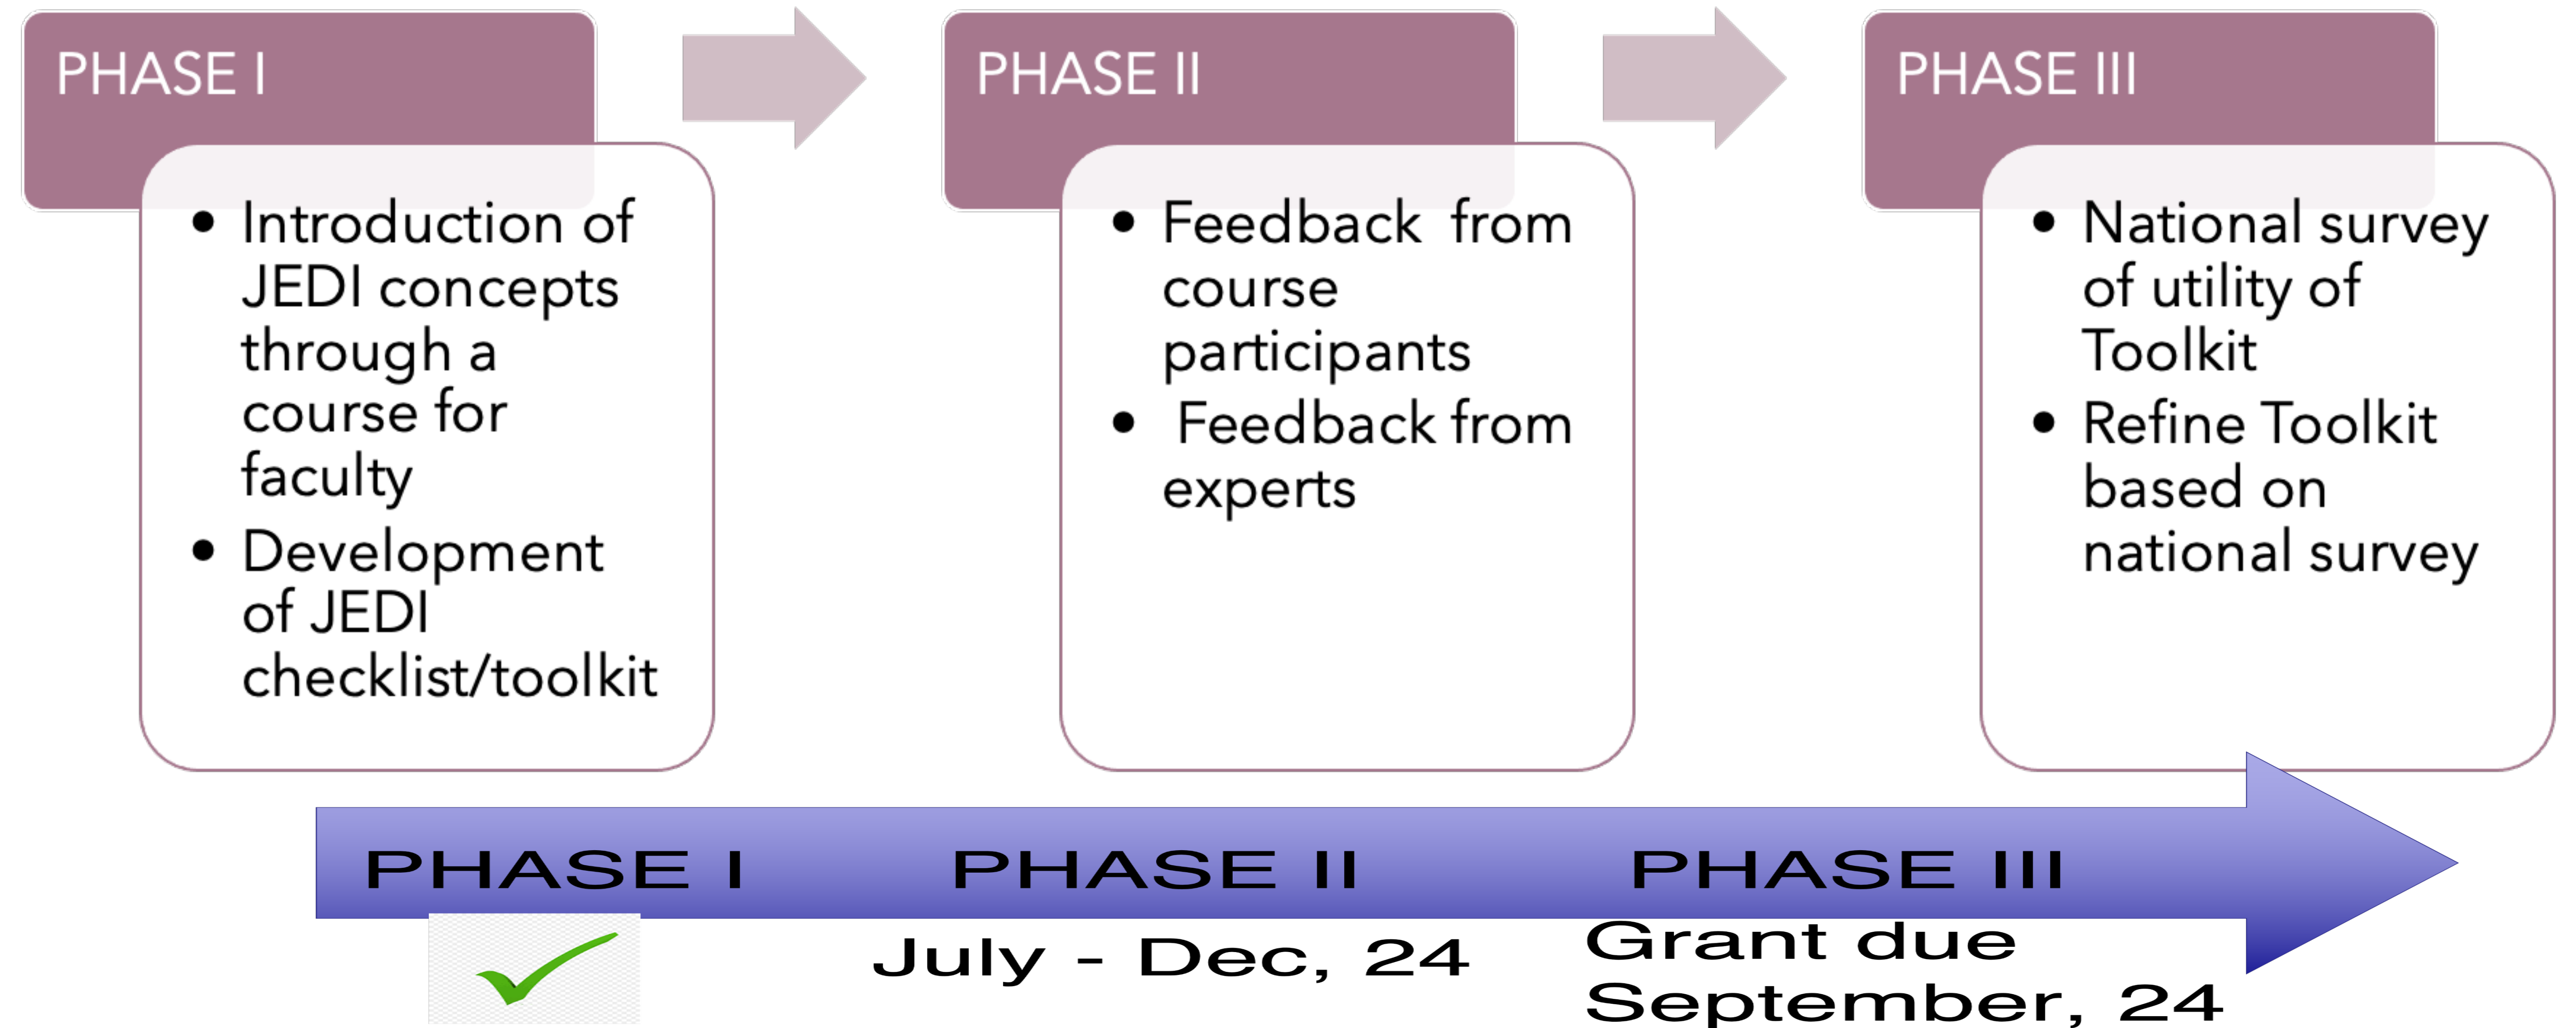 PHASE I
• Introduction of
JEDI concepts
through a
course for
faculty
• Development
of JEDI
checklist/toolkit
PHASE II
• Feedback  from
course
participants
•  Feedback from
experts
PHASE III
• National survey
of utility of
Toolkit
• Refine Toolkit
based on
national survey
PHASE I
PHASE II
PHASE III
July - Dec, 24
Grant due
September, 24